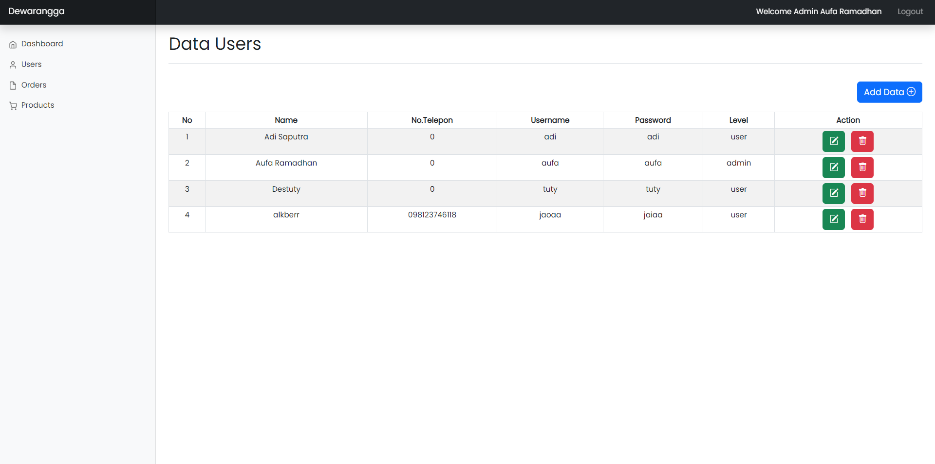 Dewarangga
Welcome Admin Aufa Ramadhan Logout
Dashboard
Users
Orders
Products
Data Users
Add Data
No Name No.Telepon Username Password Level Action
1 Adi Saputra 0 adi adi user
2 Aufa Ramadhan 0 aufa aufa admin
3 Destuty 0 tuty tuty user
4 alkberr 098123746118 jaoaa jaiaa user